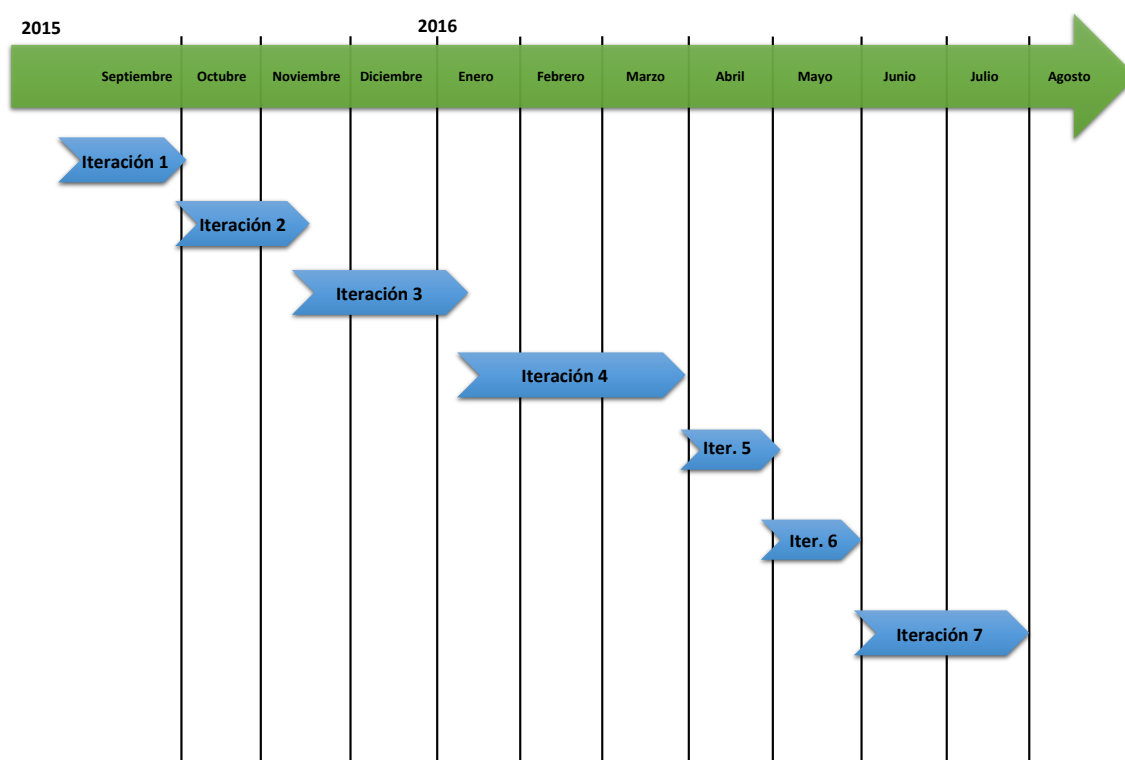 2015
2016
Septiembre Octubre Noviembre Diciembre Enero Febrero Marzo Abril Mayo Junio Julio Agosto
Iteración 1
Iteración 2
Iteración 3
Iteración 4
Iter. 5
Iter. 6
Iteración 7